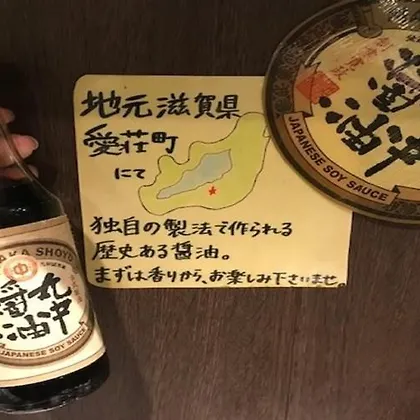 地元滋賀県
愛荘町
にて
独自の製法で作られる
歴史ある醤油。
まずは香りから、お楽しみ下さいませ。
JAPANESE SOY SAUCE
AKA SHOYU
丸中
醤油
JAPANESE SOY SAUCE